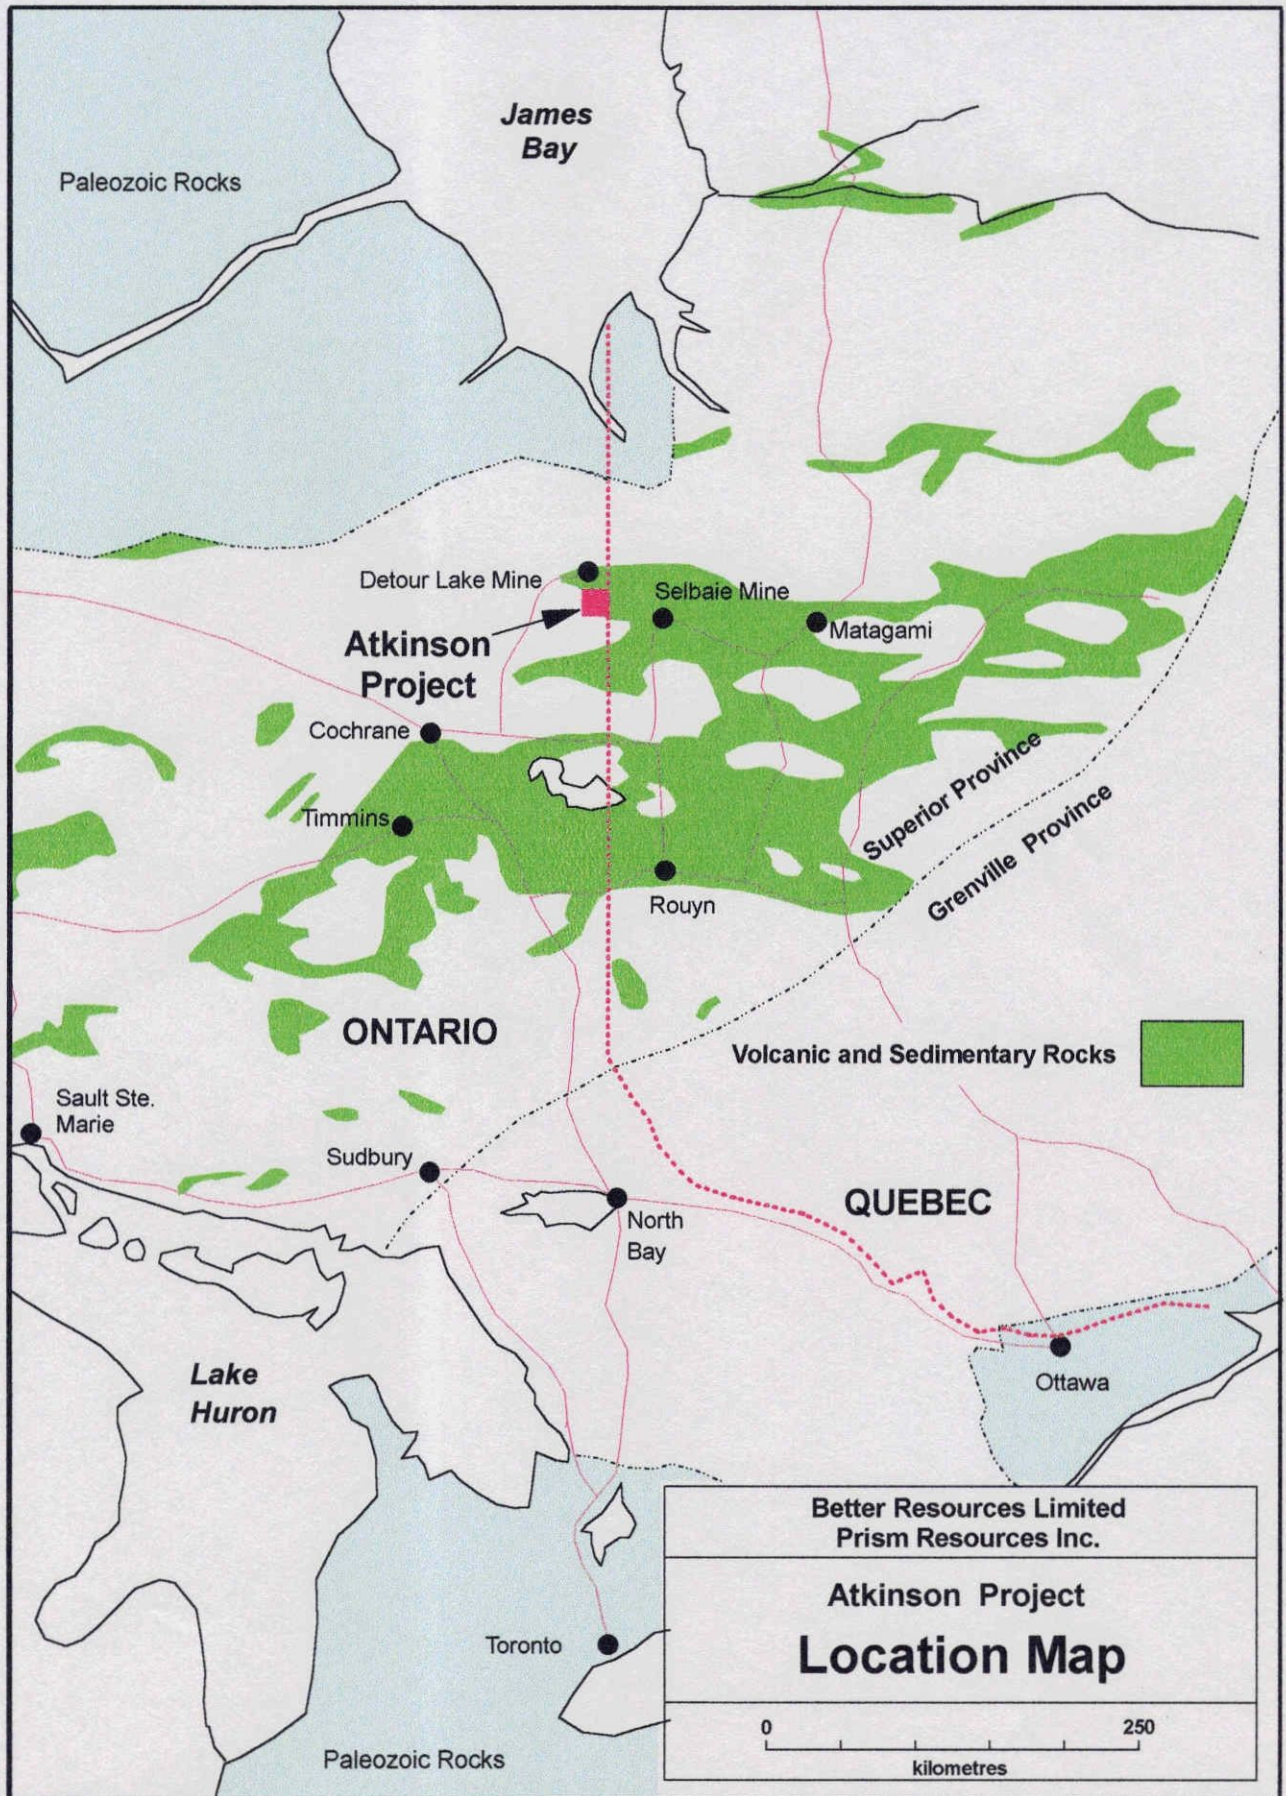 James
Bay
Paleozoic Rocks
Detour Lake Mine
Selbaie Mine
Matagami
Atkinson
Project
Cochrane
Timmins
Rouyn
Superior Province
Grenville Province
ONTARIO
Volcanic and Sedimentary Rocks
Sault Ste.
Marie
Sudbury
North
Bay
QUEBEC
Ottawa
Lake
Huron
Toronto
Paleozoic Rocks
Better Resources Limited
Prism Resources Inc.
Atkinson Project
Location Map
0 250
kilometres